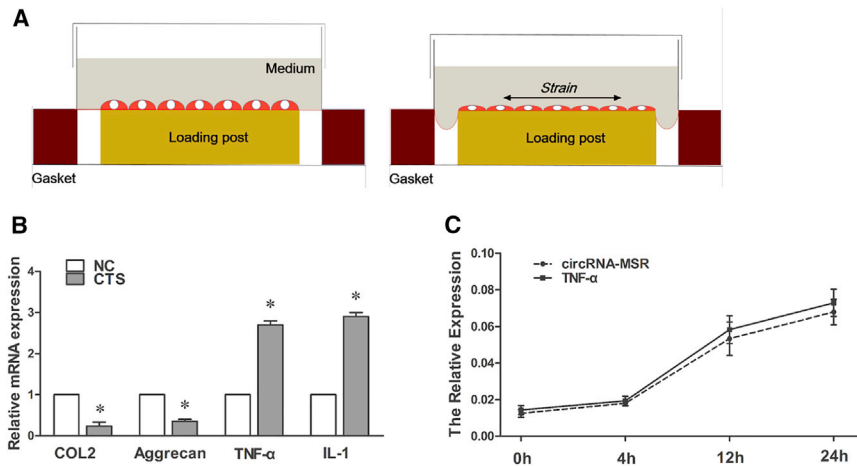 A
Medium
Loading post
Gasket
Strain
Loading post
Gasket
B
Relative mRNA expression
4
3
2
1
0
NC
CTS
*
*
*
*
COL2
Aggrecan
TNF-α
IL-1
C
The Relative Expression
0.10
0.08
0.06
0.04
0.02
0.00
circRNA-MSR
TNF-α
0h
4h
12h
24h